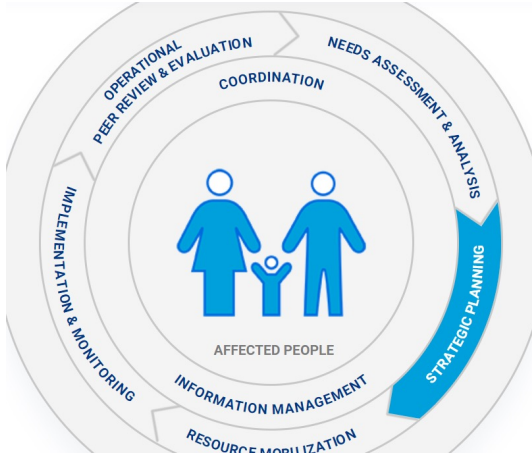 OPERATIONAL
PEER REVIEW & EVALUATION
NEEDS ASSESSMENT & ANALYSIS
COORDINATION
STRATEGIC PLANNING
IMPLEMENTATION & MONITORING
AFFECTED PEOPLE
INFORMATION MANAGEMENT
RESOURCE MOBILIZATION